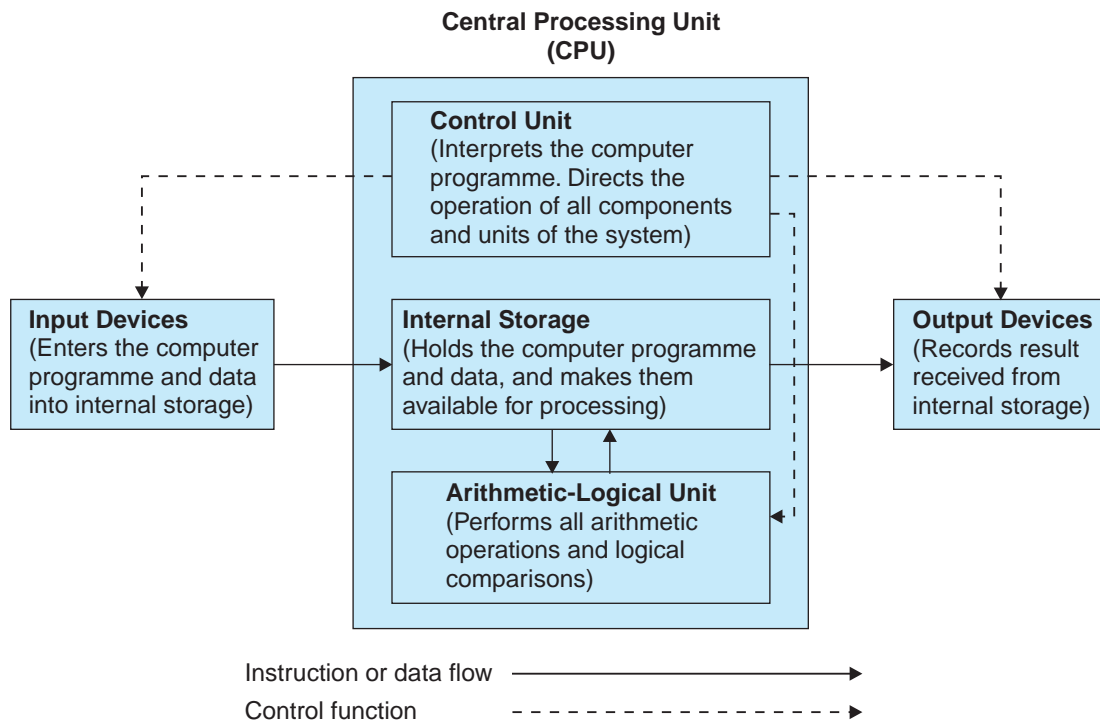 Central Processing Unit
(CPU)
Control Unit
(Interprets the computer
programme. Directs the
operation of all components
and units of the system)
Input Devices
(Enters the computer
programme and data
into internal storage)
Internal Storage
(Holds the computer programme
and data, and makes them
available for processing)
Output Devices
(Records result
received from
internal storage)
Arithmetic-Logical Unit
(Performs all arithmetic
operations and logical
comparisons)
Instruction or data flow
Control function